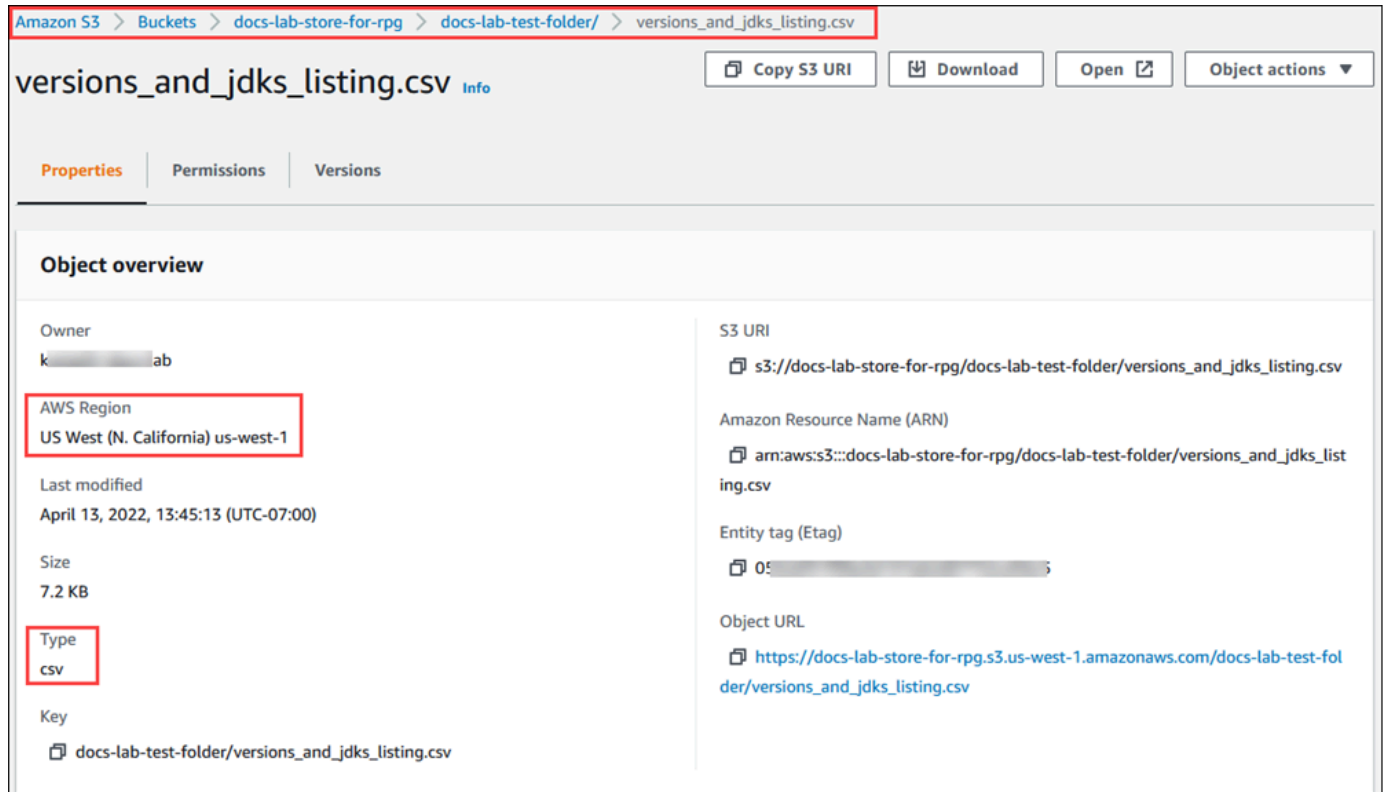 Amazon S3 > Buckets > docs-lab-store-for-rpg > docs-lab-test-folder/ > versions_and_jdks_listing.csv
versions_and_jdks_listing.csv Info
Copy S3 URI Download Open Object actions ▼
Properties Permissions Versions
Object overview
Owner
k ab
AWS Region
US West (N. California) us-west-1
Last modified
April 13, 2022, 13:45:13 (UTC-07:00)
Size
7.2 KB
Type
csv
Key
docs-lab-test-folder/versions_and_jdks_listing.csv
S3 URI
s3://docs-lab-store-for-rpg/docs-lab-test-folder/versions_and_jdks_listing.csv
Amazon Resource Name (ARN)
arn:aws:s3:::docs-lab-store-for-rpg/docs-lab-test-folder/versions_and_jdks_list
ing.csv
Entity tag (Etag)
Object URL
https://docs-lab-store-for-rpg.s3.us-west-1.amazonaws.com/docs-lab-test-fol
der/versions_and_jdks_listing.csv